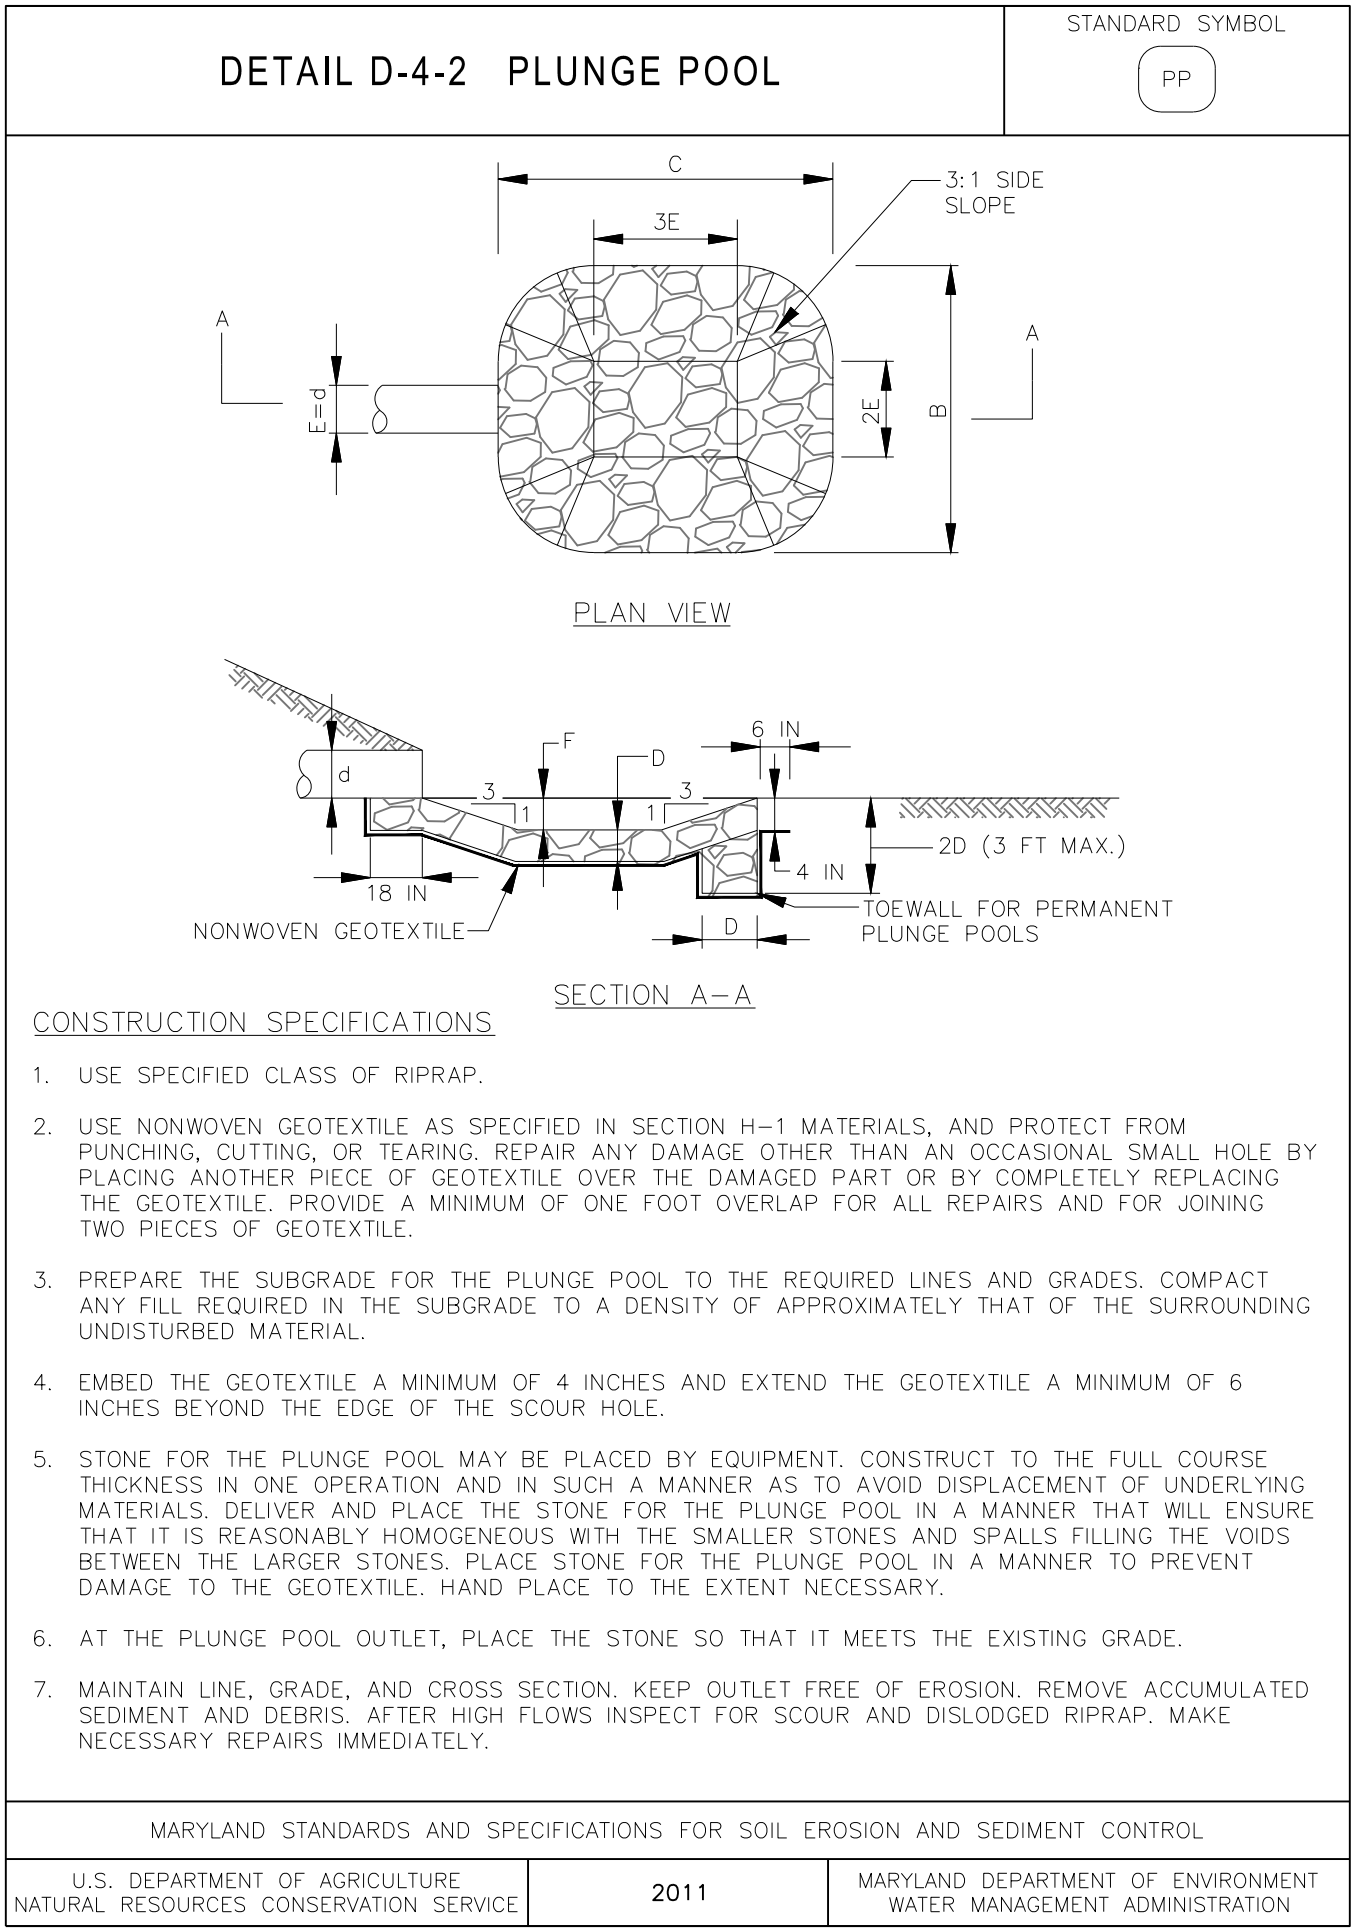 DETAIL D-4-2 PLUNGE POOL
STANDARD SYMBOL
PP
C
3:1 SIDE
SLOPE
3E
A
A
E=d
2E
B
PLAN VIEW
6 IN
F
D
d
3
1
1
3
2D (3 FT MAX.)
4 IN
18 IN
TOEWALL FOR PERMANENT
PLUNGE POOLS
NONWOVEN GEOTEXTILE
D
SECTION A-A
CONSTRUCTION SPECIFICATIONS
1. USE SPECIFIED CLASS OF RIPRAP.
2. USE NONWOVEN GEOTEXTILE AS SPECIFIED IN SECTION H-1 MATERIALS, AND PROTECT FROM
PUNCHING, CUTTING, OR TEARING. REPAIR ANY DAMAGE OTHER THAN AN OCCASIONAL SMALL HOLE BY
PLACING ANOTHER PIECE OF GEOTEXTILE OVER THE DAMAGED PART OR BY COMPLETELY REPLACING
THE GEOTEXTILE. PROVIDE A MINIMUM OF ONE FOOT OVERLAP FOR ALL REPAIRS AND FOR JOINING
TWO PIECES OF GEOTEXTILE.
3. PREPARE THE SUBGRADE FOR THE PLUNGE POOL TO THE REQUIRED LINES AND GRADES. COMPACT
ANY FILL REQUIRED IN THE SUBGRADE TO A DENSITY OF APPROXIMATELY THAT OF THE SURROUNDING
UNDISTURBED MATERIAL.
4. EMBED THE GEOTEXTILE A MINIMUM OF 4 INCHES AND EXTEND THE GEOTEXTILE A MINIMUM OF 6
INCHES BEYOND THE EDGE OF THE SCOUR HOLE.
5. STONE FOR THE PLUNGE POOL MAY BE PLACED BY EQUIPMENT. CONSTRUCT TO THE FULL COURSE
THICKNESS IN ONE OPERATION AND IN SUCH A MANNER AS TO AVOID DISPLACEMENT OF UNDERLYING
MATERIALS. DELIVER AND PLACE THE STONE FOR THE PLUNGE POOL IN A MANNER THAT WILL ENSURE
THAT IT IS REASONABLY HOMOGENEOUS WITH THE SMALLER STONES AND SPALLS FILLING THE VOIDS
BETWEEN THE LARGER STONES. PLACE STONE FOR THE PLUNGE POOL IN A MANNER TO PREVENT
DAMAGE TO THE GEOTEXTILE. HAND PLACE TO THE EXTENT NECESSARY.
6. AT THE PLUNGE POOL OUTLET, PLACE THE STONE SO THAT IT MEETS THE EXISTING GRADE.
7. MAINTAIN LINE, GRADE, AND CROSS SECTION. KEEP OUTLET FREE OF EROSION. REMOVE ACCUMULATED
SEDIMENT AND DEBRIS. AFTER HIGH FLOWS INSPECT FOR SCOUR AND DISLODGED RIPRAP. MAKE
NECESSARY REPAIRS IMMEDIATELY.
MARYLAND STANDARDS AND SPECIFICATIONS FOR SOIL EROSION AND SEDIMENT CONTROL
U.S. DEPARTMENT OF AGRICULTURE
NATURAL RESOURCES CONSERVATION SERVICE
2011
MARYLAND DEPARTMENT OF ENVIRONMENT
WATER MANAGEMENT ADMINISTRATION